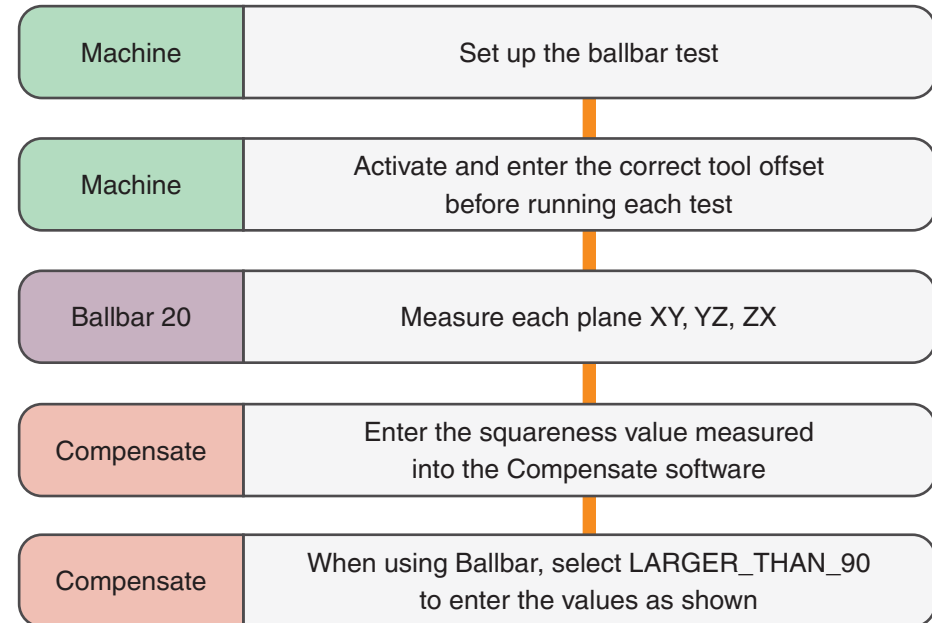 Machine
Set up the ballbar test
Machine
Activate and enter the correct tool offset
before running each test
Ballbar 20
Measure each plane XY, YZ, ZX
Compensate
Enter the squareness value measured
into the Compensate software
Compensate
When using Ballbar, select LARGER_THAN_90
to enter the values as shown